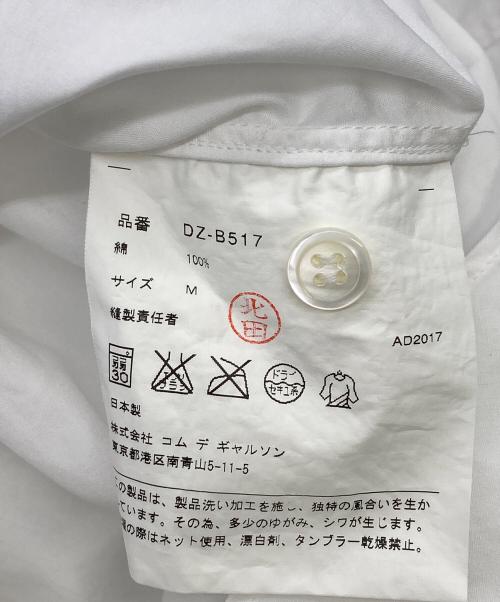 品番 DZ-B517
綿 100%
サイズ M
縫製責任者 北田
AD2017
30 ドライ セキユ系
日本製
株式会社 コム デ ギャルソン
東京都港区南青山5-11-5
の製品は、製品洗い加工を施し、独特の風合いを生か
ています。その為、多少のゆがみ、シワが生じます。
の際はネット使用、漂白剤、タンブラー乾燥禁止。